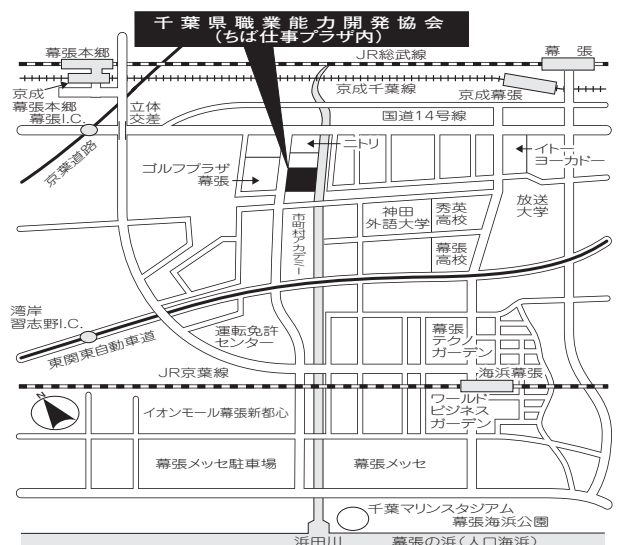 千葉県職業能力開発協会
(ちば仕事プラザ内)
幕張本郷
JR総武線
幕張
京成
幕張本郷
京成千葉線
京成幕張
幕張I.C.
立体
交差
国道14号線
京葉道路
ニトリ
イトー
ヨーカドー
ゴルフプラザ
幕張
市町村アカデミー
神田
外語大学
秀英
高校
放送
大学
幕張
高校
湾岸
習志野I.C.
東関東自動車道
運転免許
センター
幕張
テクノ
ガーデン
JR京葉線
海浜幕張
N
イオンモール幕張新都心
ワールド
ビジネス
ガーデン
幕張メッセ駐車場
幕張メッセ
千葉マリンスタジアム
幕張海浜公園
浜田川
幕張の浜(人口海浜)